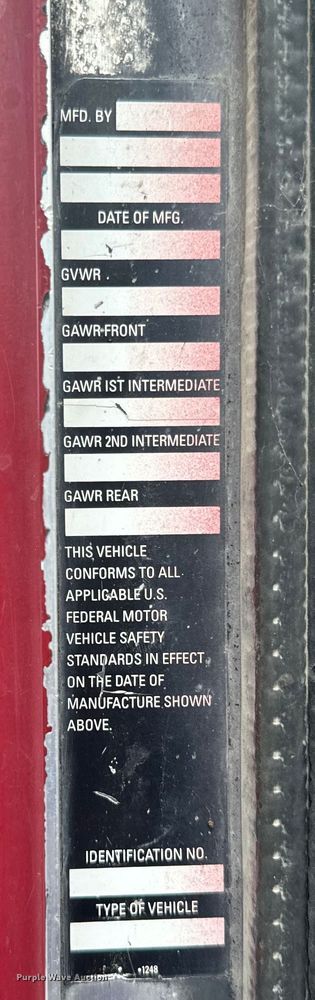 MFD. BY
DATE OF MFG.
GVWR
GAWR-FRONT
GAWR IST INTERMEDIATE
GAWR 2ND INTERMEDIATE
GAWR REAR
THIS VEHICLE
CONFORMS TO ALL
APPLICABLE U.S.
FEDERAL MOTOR
VEHICLE SAFETY
STANDARDS IN EFFECT
ON THE DATE OF
MANUFACTURE SHOWN
ABOVE.
IDENTIFICATION NO.
TYPE OF VEHICLE
1248
Purple Wave Auction